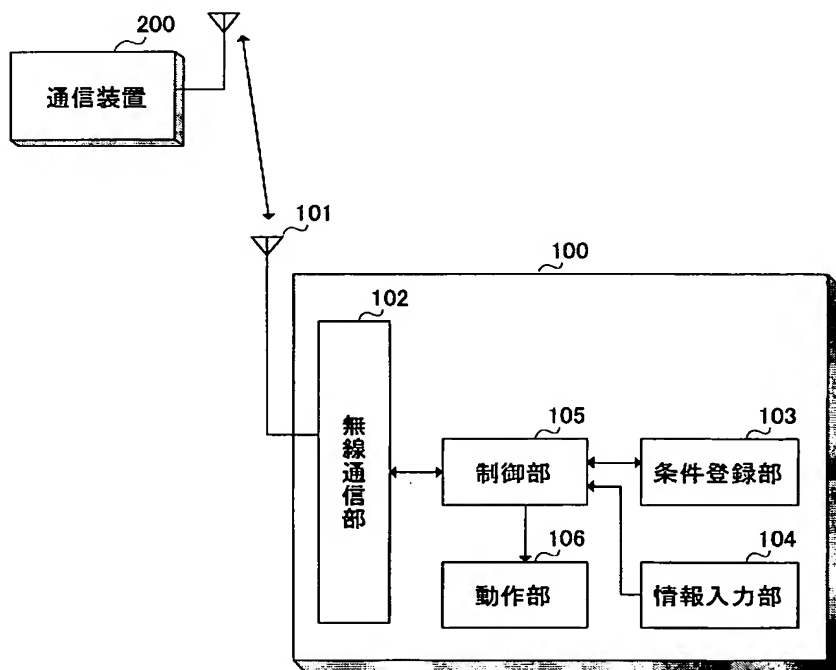 200
通信装置
101
100
102
無線通信部
105
制御部
103
条件登録部
106
動作部
104
情報入力部